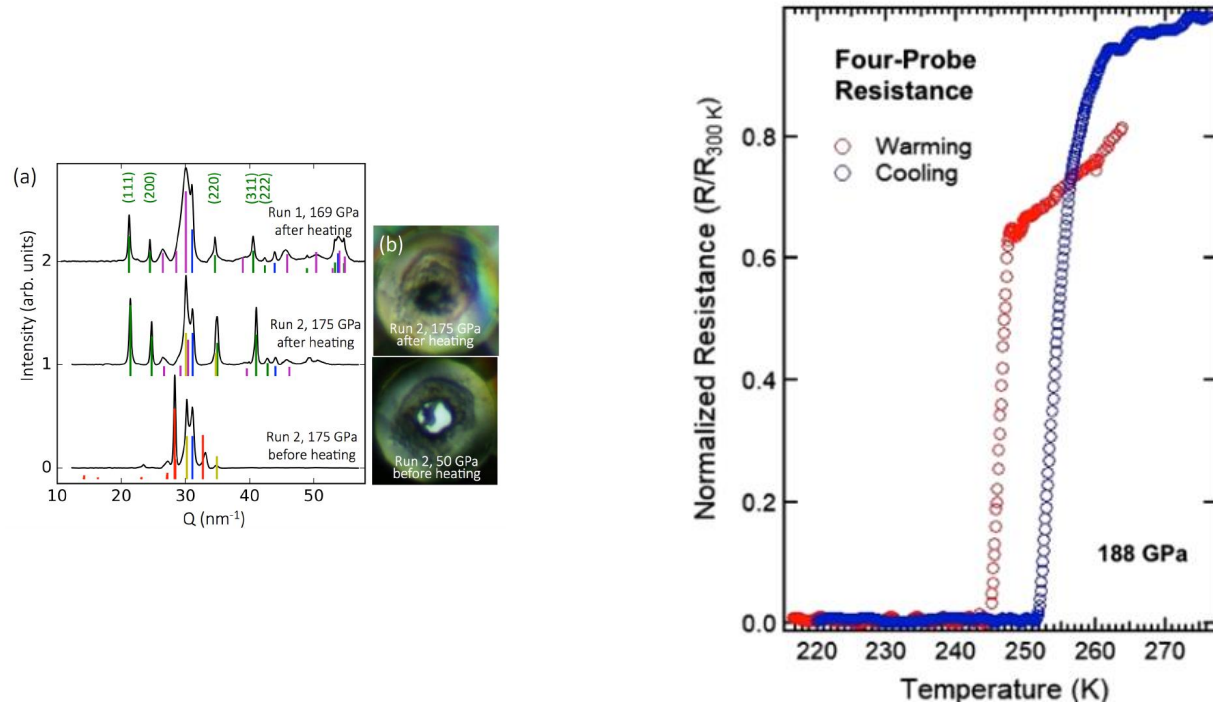 (a)
(111)
(200)
(220)
(311)
(222)
Run 1, 169 GPa
after heating
Run 2, 175 GPa
after heating
Run 2, 175 GPa
before heating
Intensity (arb. units)
2
1
0
10 20 30 40 50
Q (nm⁻¹)
(b)
Run 2, 175 GPa
after heating
Run 2, 50 GPa
before heating
Four-Probe
Resistance
Warming
Cooling
Normalized Resistance (R/R300 K)
0.8
0.6
0.4
0.2
0.0
188 GPa
220 230 240 250 260 270
Temperature (K)